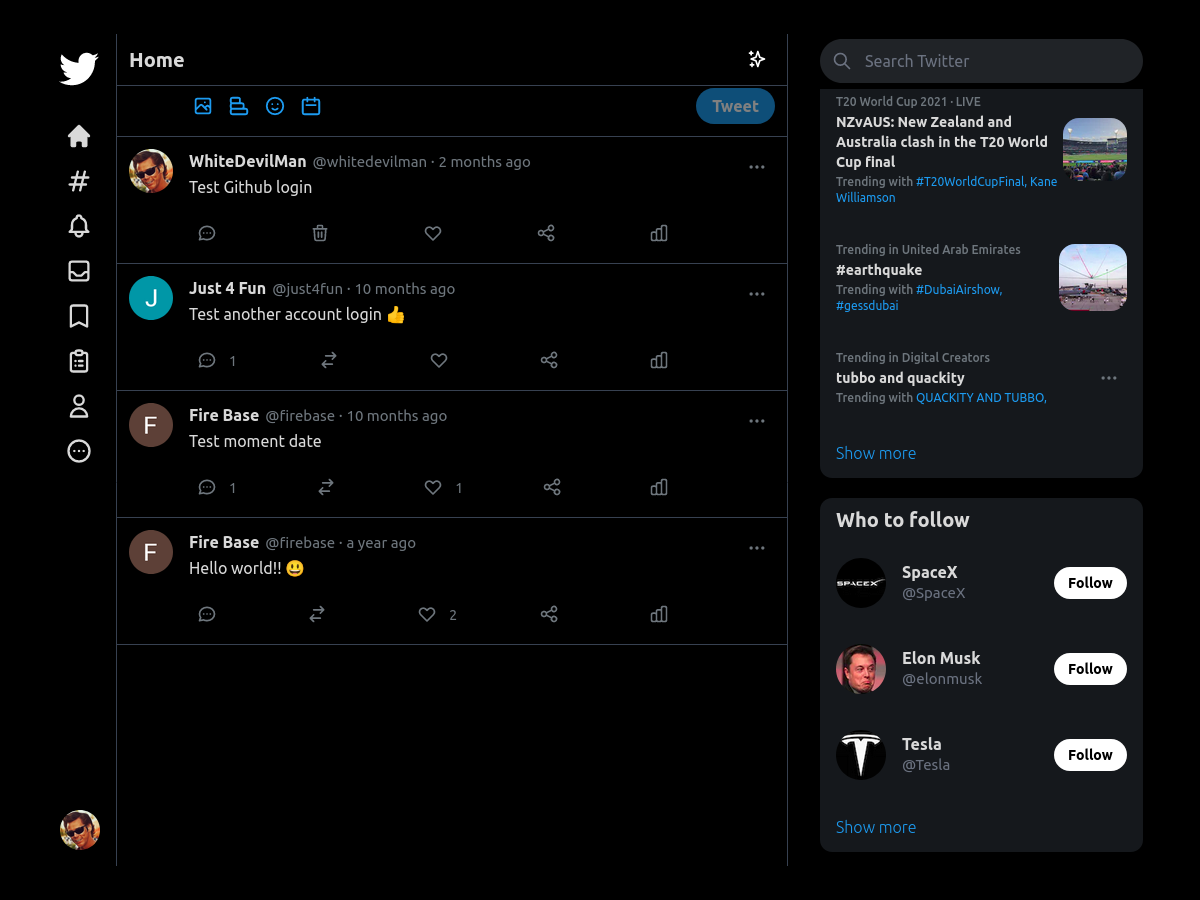 Home
Tweet
WhiteDevilMan @whitedevilman · 2 months ago
Test Github login
J
Just 4 Fun @just4fun · 10 months ago
Test another account login 👍
1
F
Fire Base @firebase · 10 months ago
Test moment date
1 1
F
Fire Base @firebase · a year ago
Hello world!! 😃
2
Search Twitter
T20 World Cup 2021 · LIVE
NZvAUS: New Zealand and
Australia clash in the T20 World
Cup final
Trending with #T20WorldCupFinal, Kane
Williamson
Trending in United Arab Emirates
#earthquake
Trending with #DubaiAirshow,
#gessdubai
Trending in Digital Creators
tubbo and quackity
Trending with QUACKITY AND TUBBO,
Show more
Who to follow
SPACEX
SpaceX
@SpaceX
Follow
Elon Musk
@elonmusk
Follow
Tesla
@Tesla
Follow
Show more